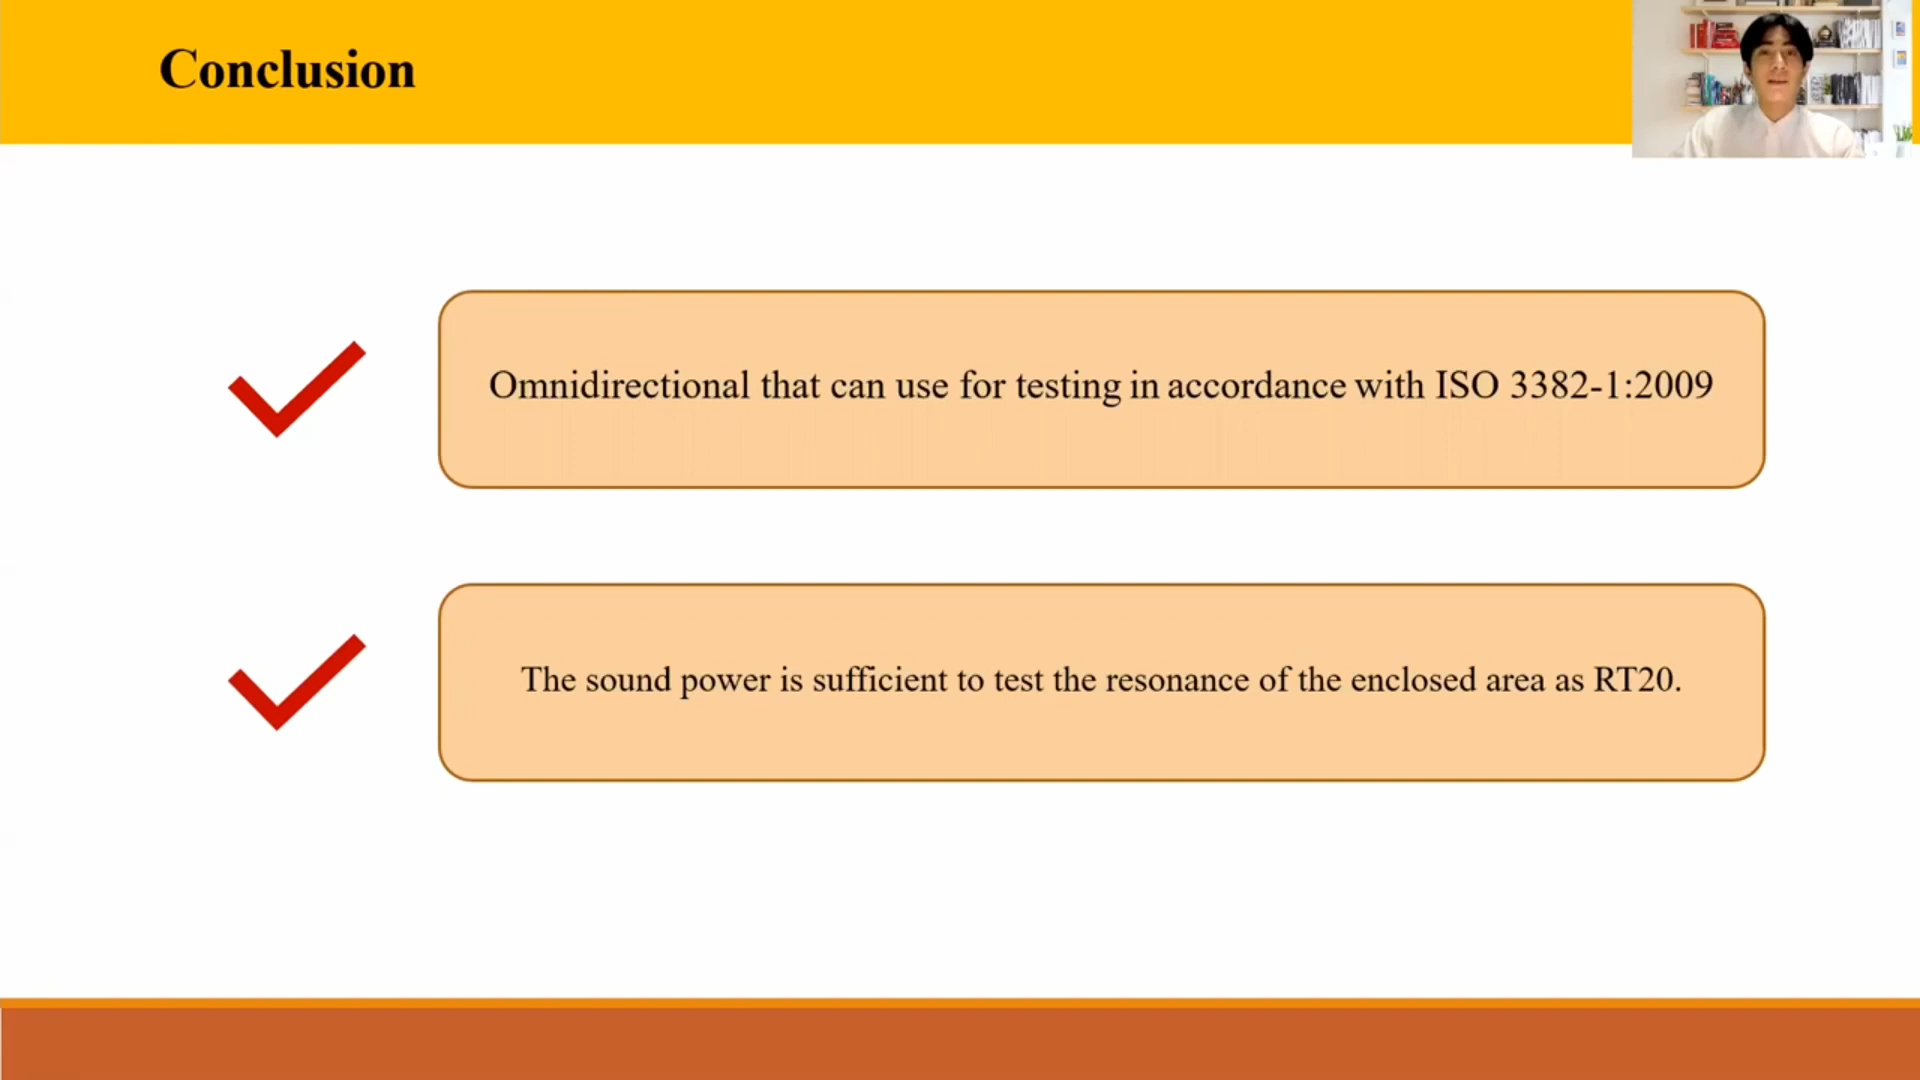 Conclusion
Omnidirectional that can use for testing in accordance with ISO 3382-1:2009
The sound power is sufficient to test the resonance of the enclosed area as RT20.